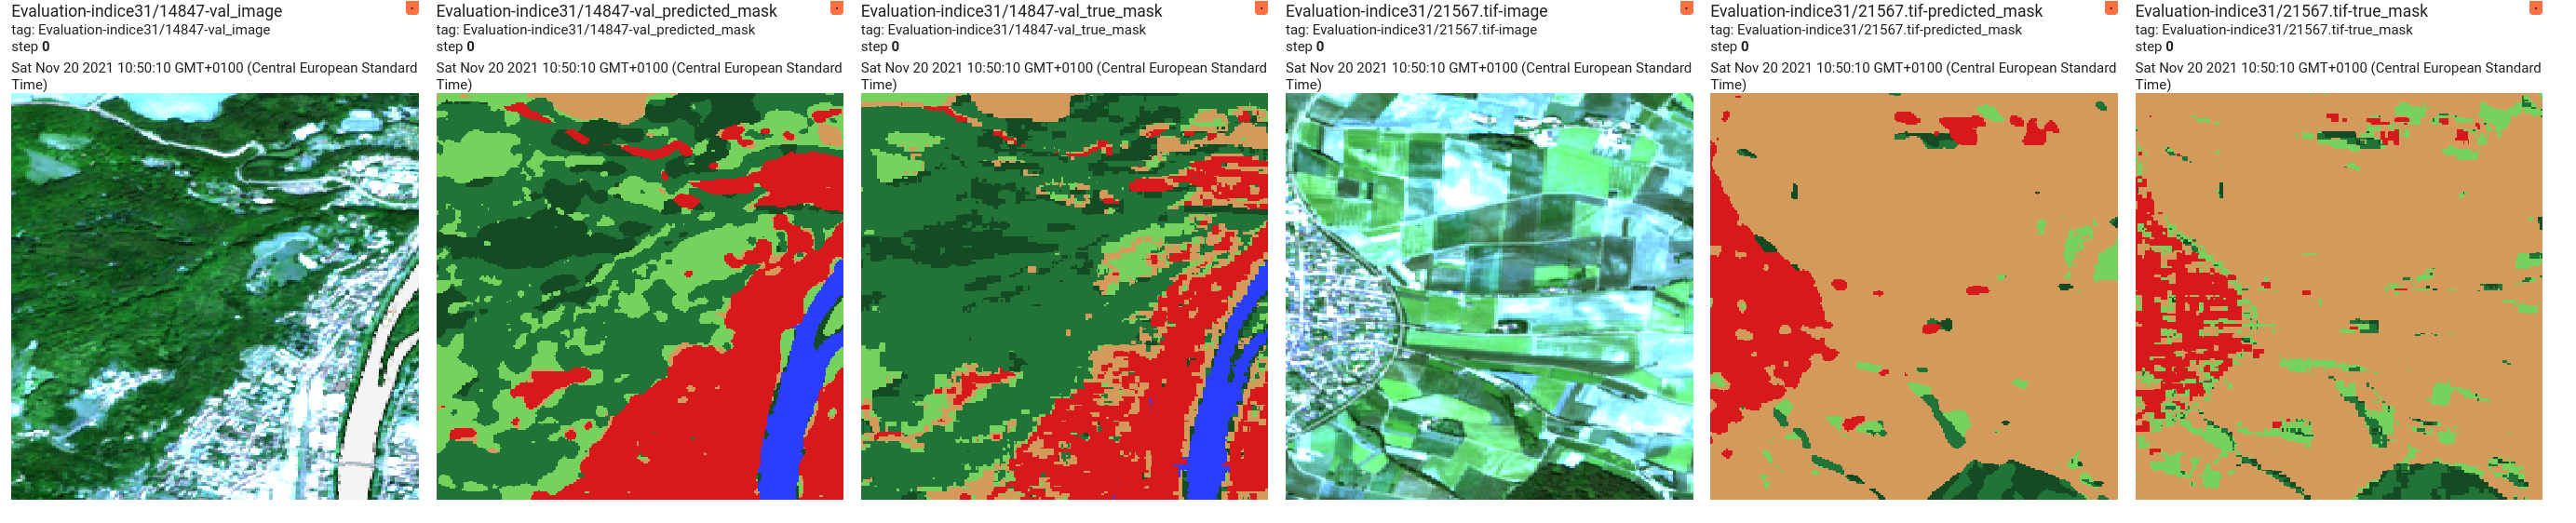 Evaluation-indice31/14847-val_image
tag: Evaluation-indice31/14847-val_image
step 0
Sat Nov 20 2021 10:50:10 GMT+0100 (Central European Standard
Time)
Evaluation-indice31/14847-val_predicted_mask
tag: Evaluation-indice31/14847-val_predicted_mask
step 0
Sat Nov 20 2021 10:50:10 GMT+0100 (Central European Standard
Time)
Evaluation-indice31/14847-val_true_mask
tag: Evaluation-indice31/14847-val_true_mask
step 0
Sat Nov 20 2021 10:50:10 GMT+0100 (Central European Standard
Time)
Evaluation-indice31/21567.tif-image
tag: Evaluation-indice31/21567.tif-image
step 0
Sat Nov 20 2021 10:50:10 GMT+0100 (Central European Standard
Time)
Evaluation-indice31/21567.tif-predicted_mask
tag: Evaluation-indice31/21567.tif-predicted_mask
step 0
Sat Nov 20 2021 10:50:10 GMT+0100 (Central European Standard
Time)
Evaluation-indice31/21567.tif-true_mask
tag: Evaluation-indice31/21567.tif-true_mask
step 0
Sat Nov 20 2021 10:50:10 GMT+0100 (Central European Standard
Time)